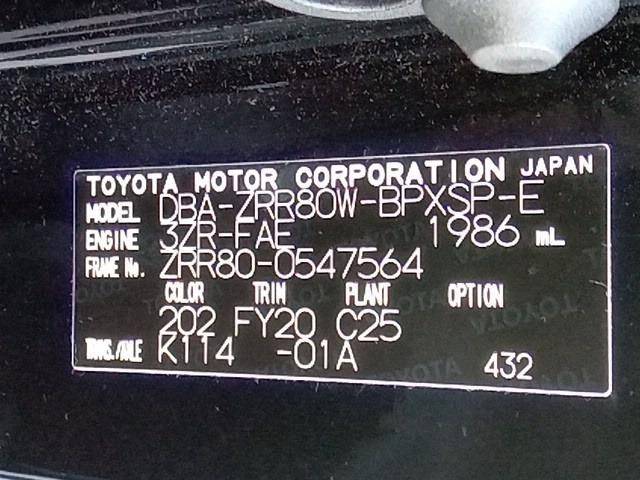 TOYOTA MOTOR CORPORATION JAPAN
MODEL DBA-ZRR80W-BPXSP-E
ENGINE 3ZR-FAE 1986 mL
FRAME No. ZRR80-0547564
COLOR TRIM PLANT OPTION
202 FY20 C25
TRANS./AXLE K114 -01A 432